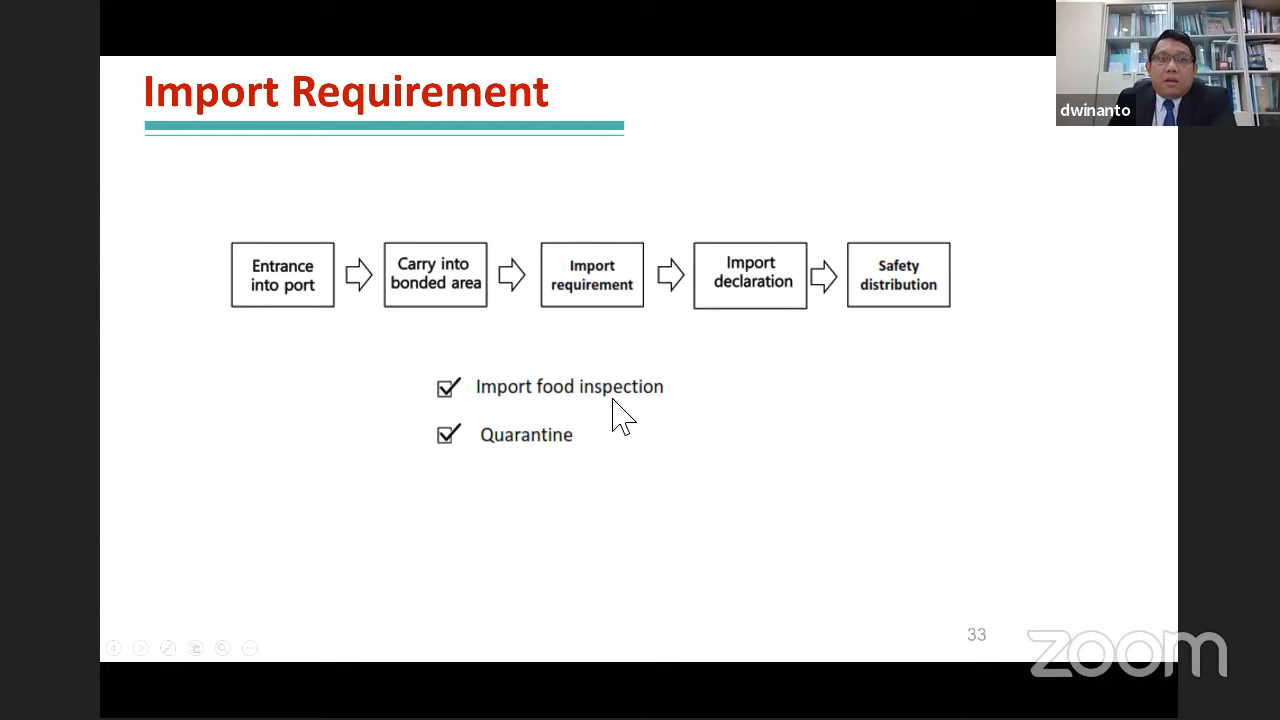 Import Requirement
dwinanto
Entrance
into port
Carry into
bonded area
Import
requirement
Import
declaration
Safety
distribution
Import food inspection
Quarantine
33
zoom